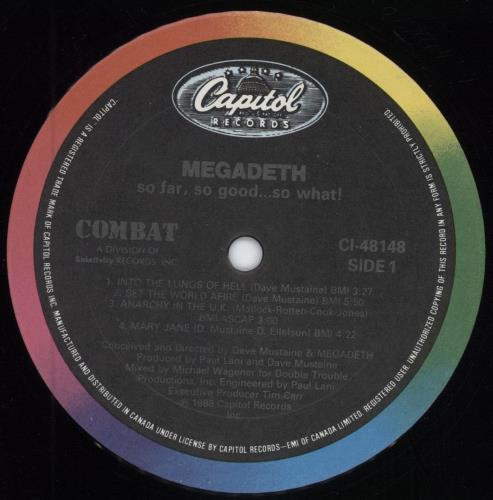 Capitol
RECORDS
MEGADETH
so far, so good...so what!
COMBAT
A DIVISION OF
RECORDS, INC.
C1-48148
SIDE 1
1. INTO THE LUNGS OF HELL (Dave Mustaine) BMI 3:27
2. SET THE WORLD AFIRE (Dave Mustaine) BMI 5:50
3. ANARCHY IN THE U.K. (Matlock-Rotten-Cook-Jones)
BMI-ASCAP 3:00
4. MARY JANE (D. Mustaine D. Ellefson) BMI 4:22
Conceived and Directed by Dave Mustaine & MEGADETH
Produced by Paul Lani and Dave Mustaine
Mixed by Michael Wagener for Double Trouble
Productions, Inc. Engineered by Paul Lani
Executive Producer Tim Carr
℗ 1988 Capitol Records
Inc.
"CAPITOL" IS A REGISTERED TRADE MARK OF CAPITOL RECORDS INC. MANUFACTURED AND DISTRIBUTED IN CANADA UNDER LICENSE BY CAPITOL RECORDS—EMI OF CANADA LIMITED, REGISTERED USER. UNAUTHORIZED COPYING OF THIS RECORD IN ANY FORM IS STRICTLY PROHIBITED.